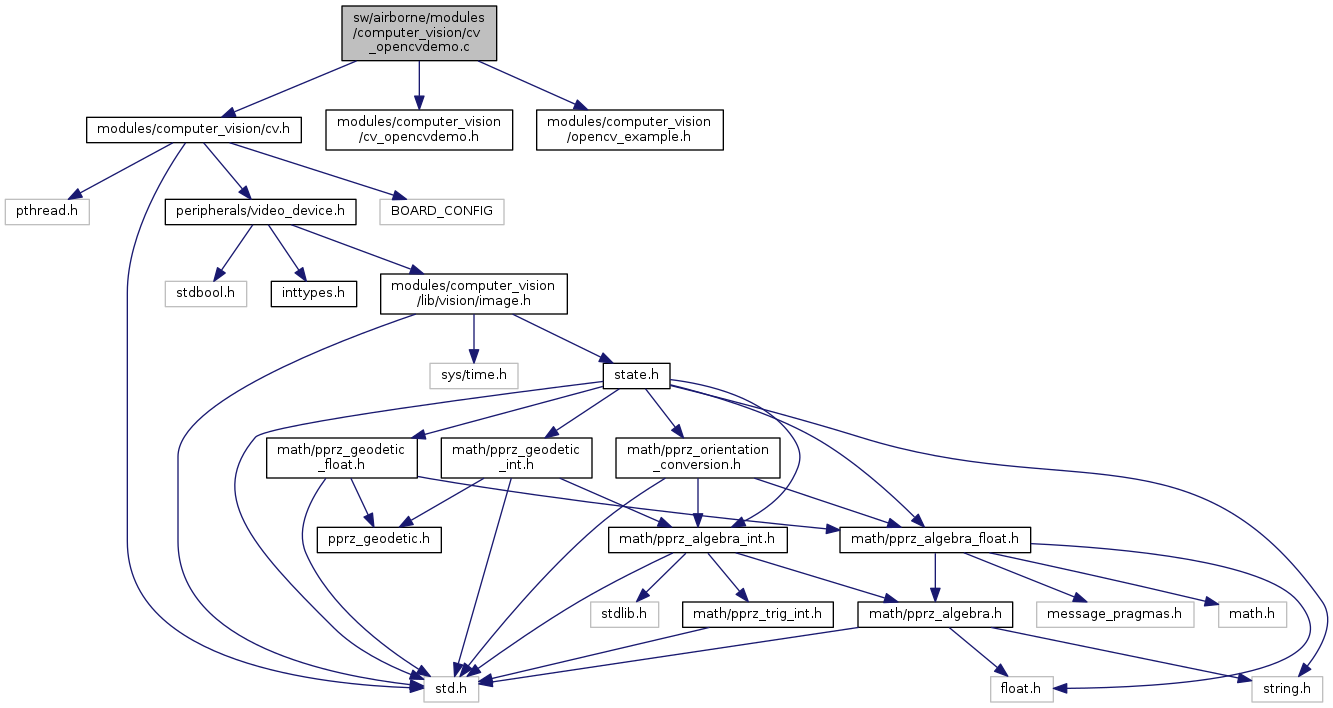 sw/airborne/modules
/computer_vision/cv
_opencvdemo.c
modules/computer_vision/cv.h
modules/computer_vision
/cv_opencvdemo.h
modules/computer_vision
/opencv_example.h
pthread.h
peripherals/video_device.h
BOARD_CONFIG
stdbool.h
inttypes.h
modules/computer_vision
/lib/vision/image.h
sys/time.h
state.h
math/pprz_geodetic
_float.h
math/pprz_geodetic
_int.h
math/pprz_orientation
_conversion.h
pprz_geodetic.h
math/pprz_algebra_int.h
math/pprz_algebra_float.h
stdlib.h
math/pprz_trig_int.h
math/pprz_algebra.h
message_pragmas.h
math.h
std.h
float.h
string.h